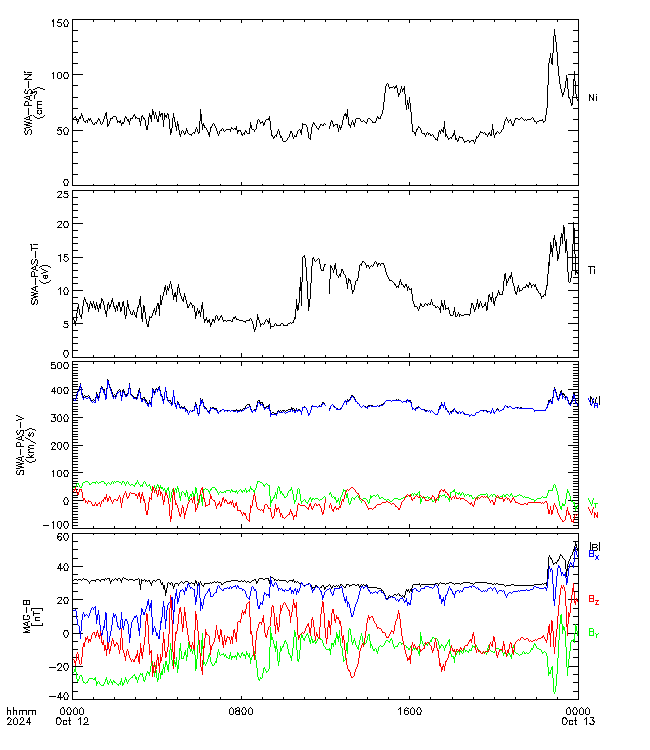 150
100
50
0
SWA-PAS-Ni
(cm⁻³)
Ni
25
20
15
10
5
0
SWA-PAS-Ti
(eV)
Ti
500
400
300
200
100
0
-100
SWA-PAS-V
(km/s)
V_T
V_N
60
40
20
0
-20
-40
MAG-B
[nT]
|B|
B_X
B_Z
B_Y
hhmm
2024
0000
Oct 12
0800
1600
0000
Oct 13